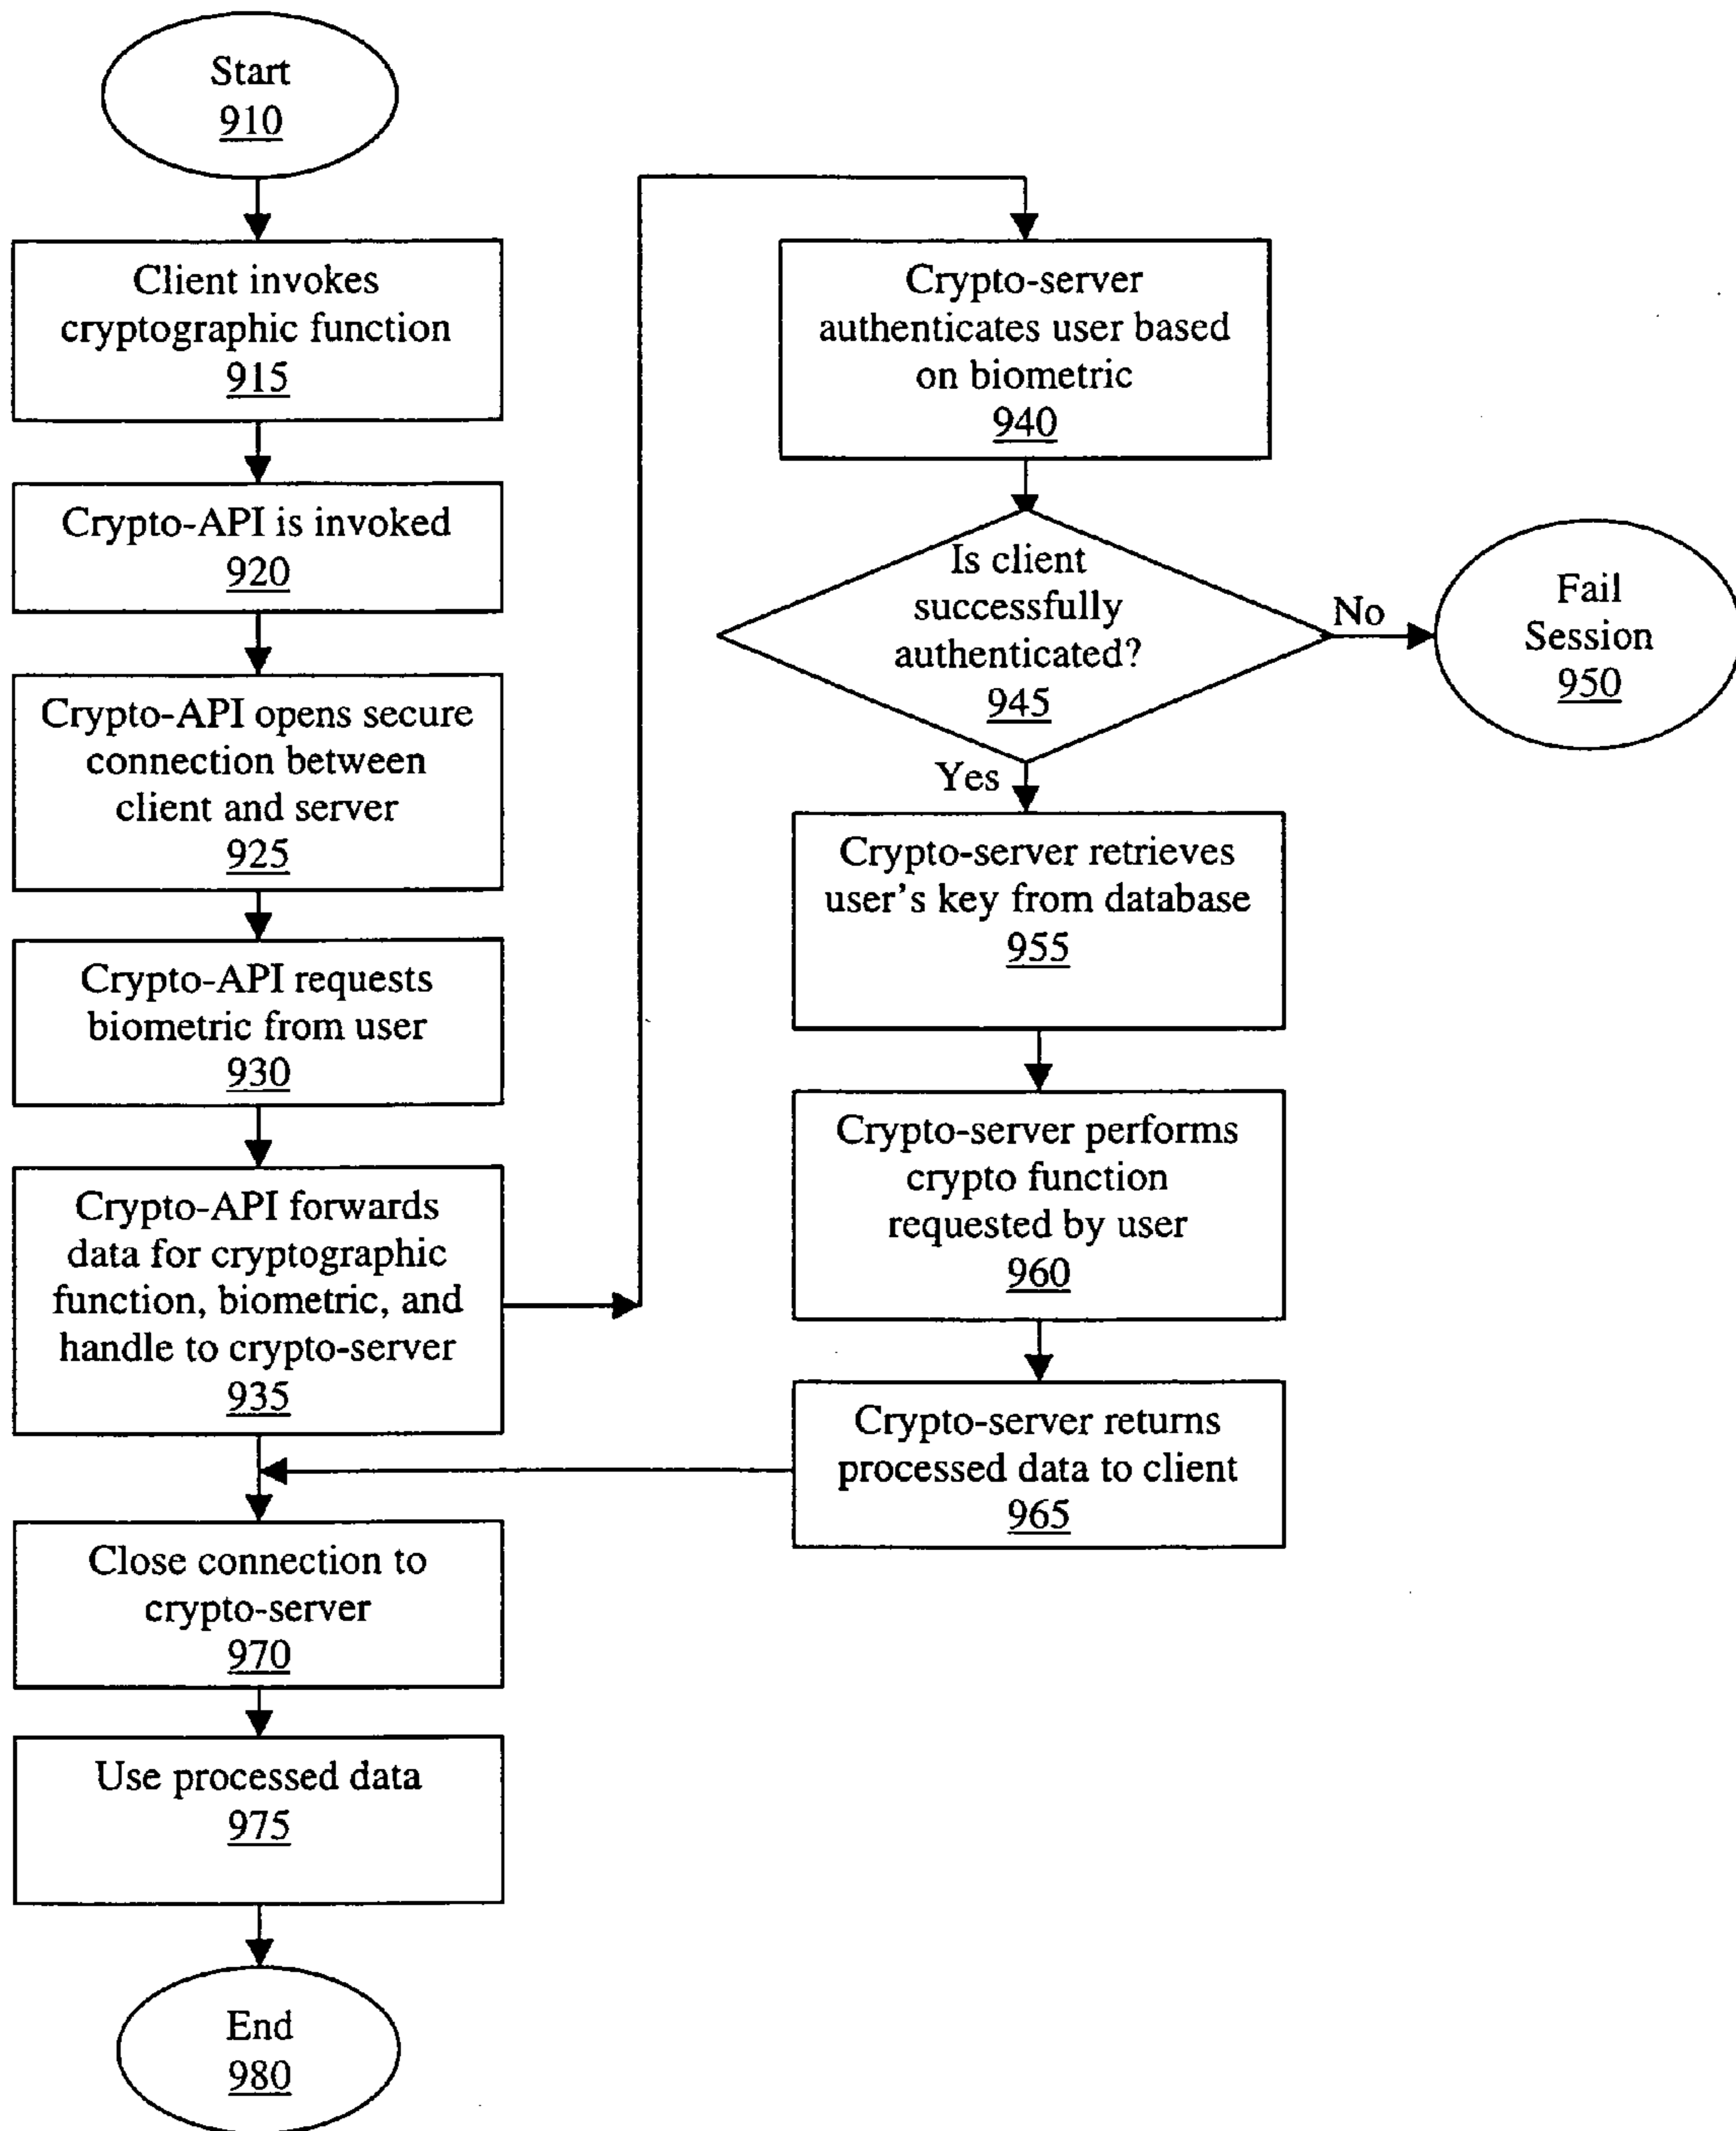 Start
910
Client invokes
cryptographic function
915
Crypto-API is invoked
920
Crypto-API opens secure
connection between
client and server
925
Crypto-API requests
biometric from user
930
Crypto-API forwards
data for cryptographic
function, biometric, and
handle to crypto-server
935
Crypto-server
authenticates user based
on biometric
940
Is client
successfully
authenticated?
945
No
Fail
Session
950
Yes
Crypto-server retrieves
user's key from database
955
Crypto-server performs
crypto function
requested by user
960
Crypto-server returns
processed data to client
965
Close connection to
crypto-server
970
Use processed data
975
End
980